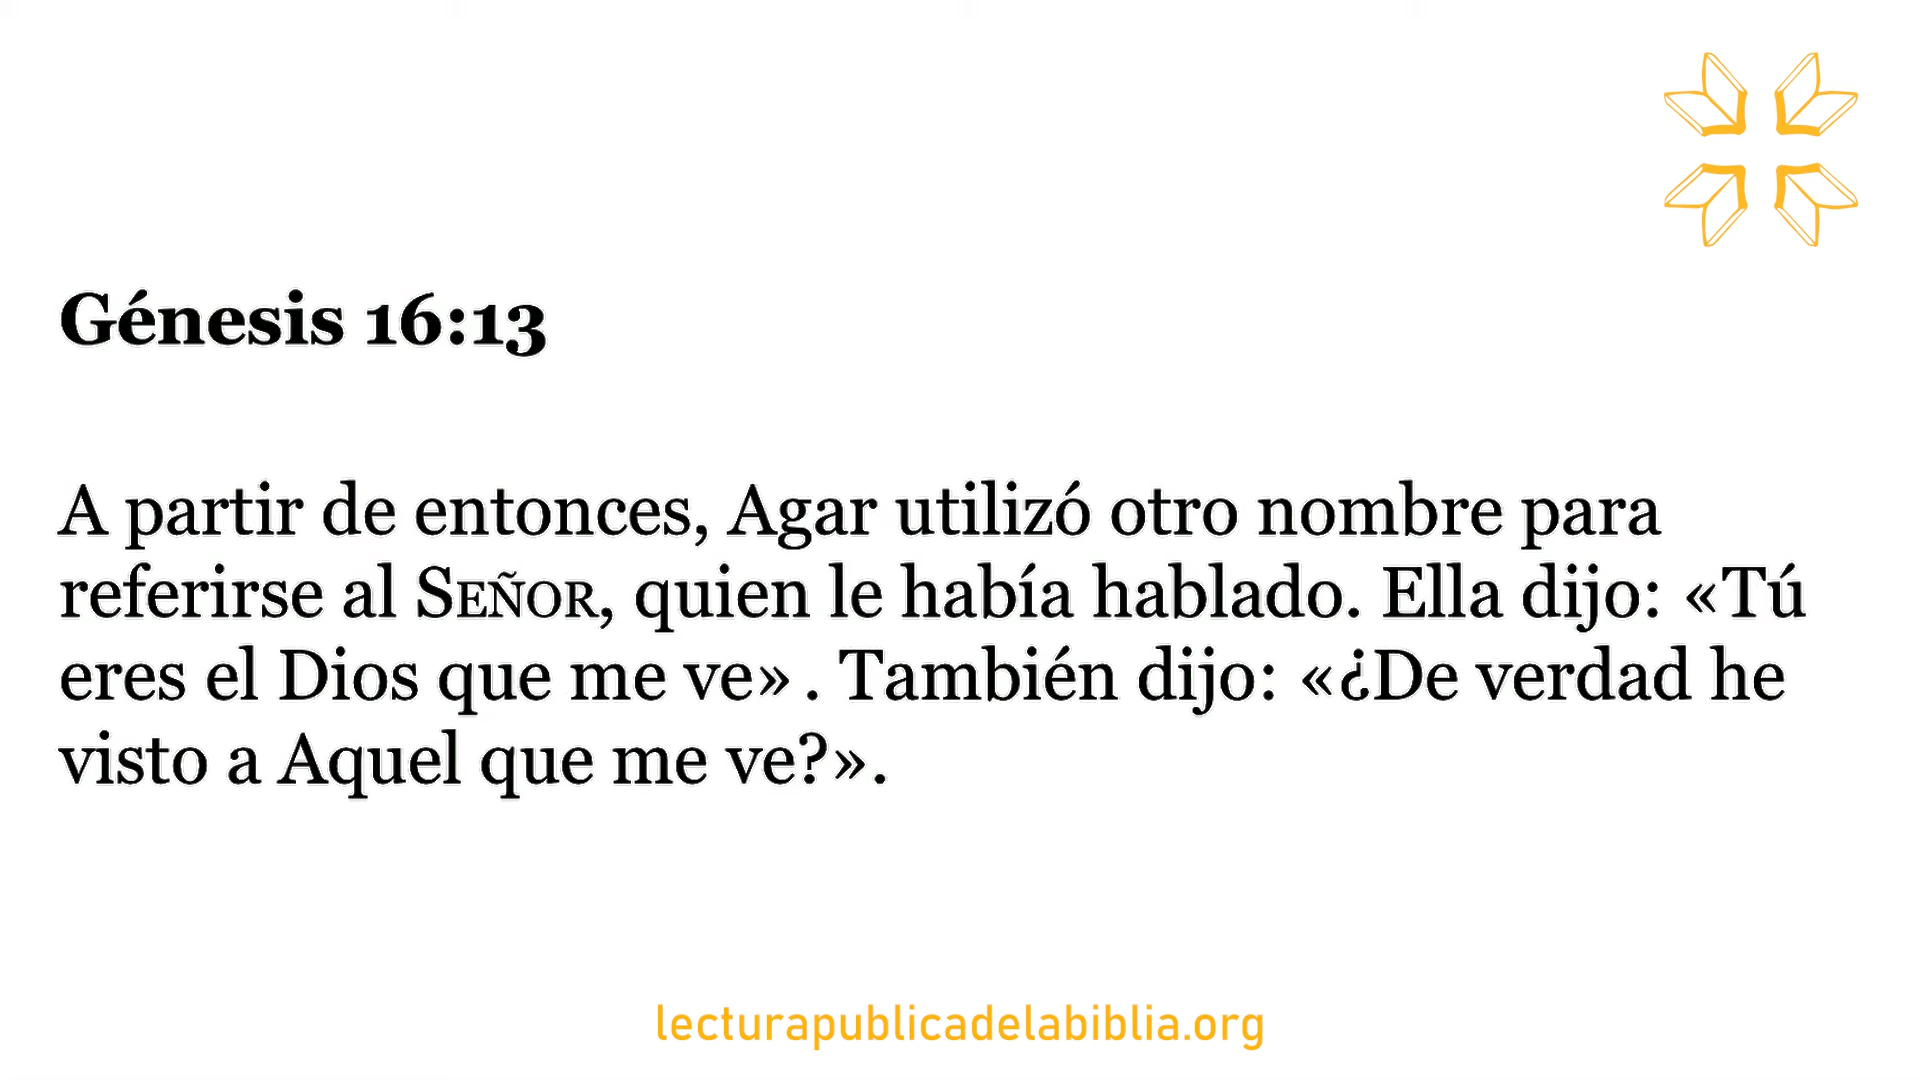 Génesis 16:13
A partir de entonces, Agar utilizó otro nombre para
referirse al SEÑOR, quien le había hablado. Ella dijo: «Tú
eres el Dios que me ve» . También dijo: «¿De verdad he
visto a Aquel que me ve?».
lecturapublicadelabiblia.org